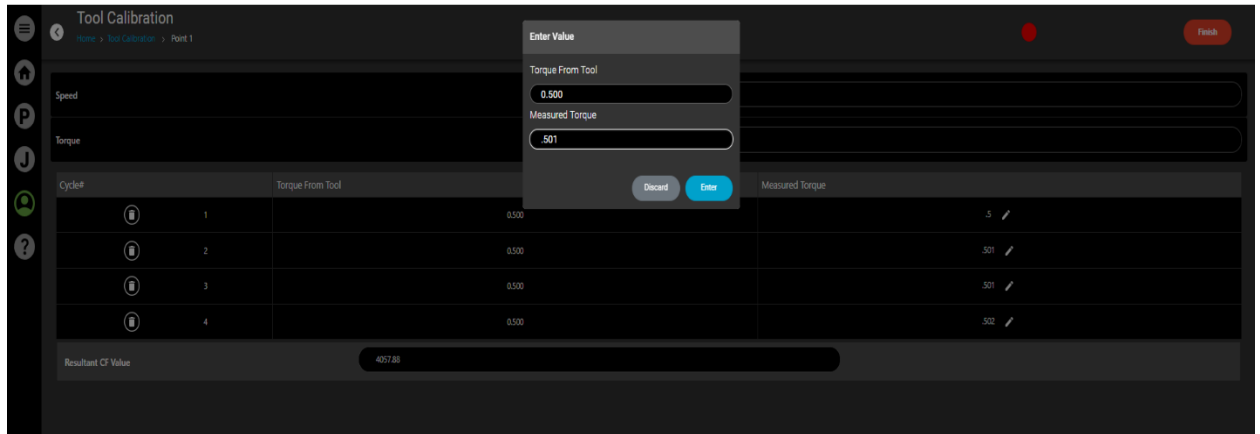 Tool Calibration
Home > Tool Calibration > Point 1
Finish
Enter Value
Torque From Tool
0.500
Measured Torque
.501
Discard
Enter
P
J
?
Speed
Torque
Cycle# Torque From Tool Measured Torque
1 0.500 .5
2 0.500 .501
3 0.500 .501
4 0.500 .502
Resultant CF Value 4057.88